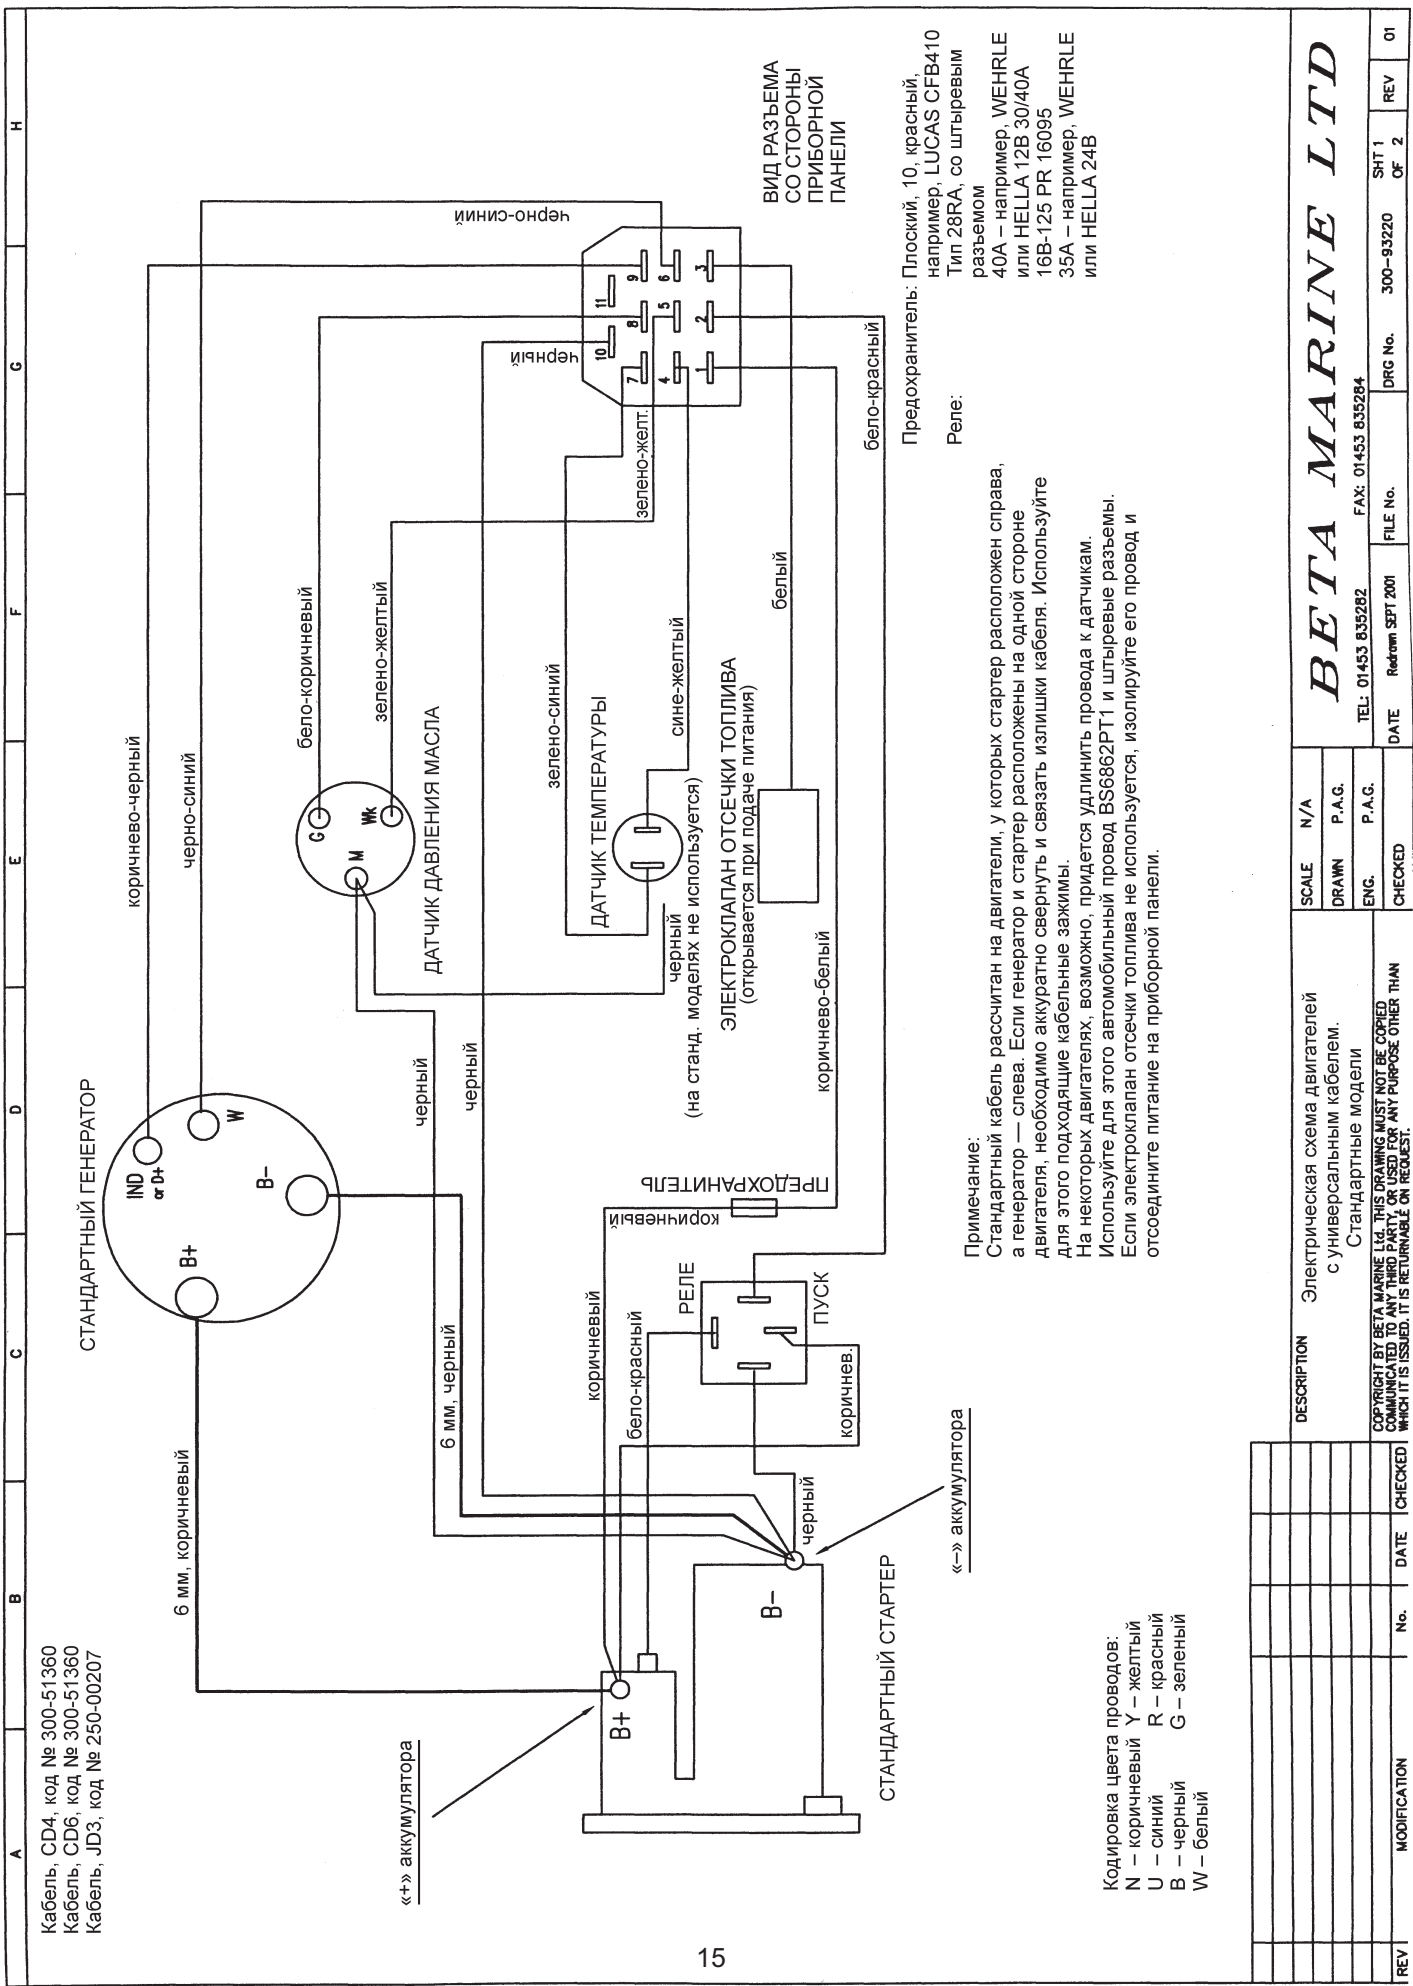 A
B
C
D
E
F
G
H
Кабель, CD4, код № 300-51360
Кабель, CD6, код № 300-51360
Кабель, JD3, код № 250-00207
СТАНДАРТНЫЙ ГЕНЕРАТОР
IND
or D+
W
B-
B+
6 мм, коричневый
6 мм, черный
черный
черный
коричнево-черный
черно-синий
черно-синий
бело-коричневый
зелено-желтый
G
Wk
M
ДАТЧИК ДАВЛЕНИЯ МАСЛА
зелено-синий
ДАТЧИК ТЕМПЕРАТУРЫ
сине-желтый
черный
(на станд. моделях не используется)
ЭЛЕКТРОКЛАПАН ОТСЕЧКИ ТОПЛИВА
(открывается при подаче питания)
белый
зелено-желт.
черный
10
11
7
8
9
4
5
6
1
2
3
ВИД РАЗЪЕМА
СО СТОРОНЫ
ПРИБОРНОЙ
ПАНЕЛИ
бело-красный
коричнево-белый
ПРЕДОХРАНИТЕЛЬ
коричневый
коричневый
бело-красный
РЕЛЕ
ПУСК
коричнев.
черный
«+» аккумулятора
B+
B-
«–» аккумулятора
СТАНДАРТНЫЙ СТАРТЕР
Предохранитель: Плоский, 10, красный,
например, LUCAS CFB410
Реле: Тип 28RA, со штыревым
разъемом
40А – например, WEHRLE
или HELLA 12В 30/40А
16В-125 PR 16095
35А – например, WEHRLE
или HELLA 24В
Примечание:
Стандартный кабель рассчитан на двигатели, у которых стартер расположен справа,
а генератор — слева. Если генератор и стартер расположены на одной стороне
двигателя, необходимо аккуратно свернуть и связать излишки кабеля. Используйте
для этого подходящие кабельные зажимы.
На некоторых двигателях, возможно, придется удлинить провода к датчикам.
Используйте для этого автомобильный провод BS6862PT1 и штыревые разъемы.
Если электроклапан отсечки топлива не используется, изолируйте его провод и
отсоедините питание на приборной панели.
Кодировка цвета проводов:
N – коричневый Y – желтый
U – синий R – красный
B – черный G – зеленый
W – белый
REV
MODIFICATION
No.
DATE
CHECKED
DESCRIPTION
Электрическая схема двигателей
с универсальным кабелем.
Стандартные модели
COPYRIGHT BY BETA MARINE Ltd. THIS DRAWING MUST NOT BE COPIED
COMMUNICATED TO ANY THIRD PARTY, OR USED FOR ANY PURPOSE OTHER THAN
WHICH IT IS ISSUED. IT IS RETURNABLE ON REQUEST.
SCALE N/A
DRAWN P.A.G.
ENG. P.A.G.
CHECKED
BETA MARINE LTD
TEL: 01453 835282 FAX: 01453 835284
DATE Redrawn SEPT 2001
FILE No.
DRG No. 300-93220
SHT 1
OF 2
REV 01
15